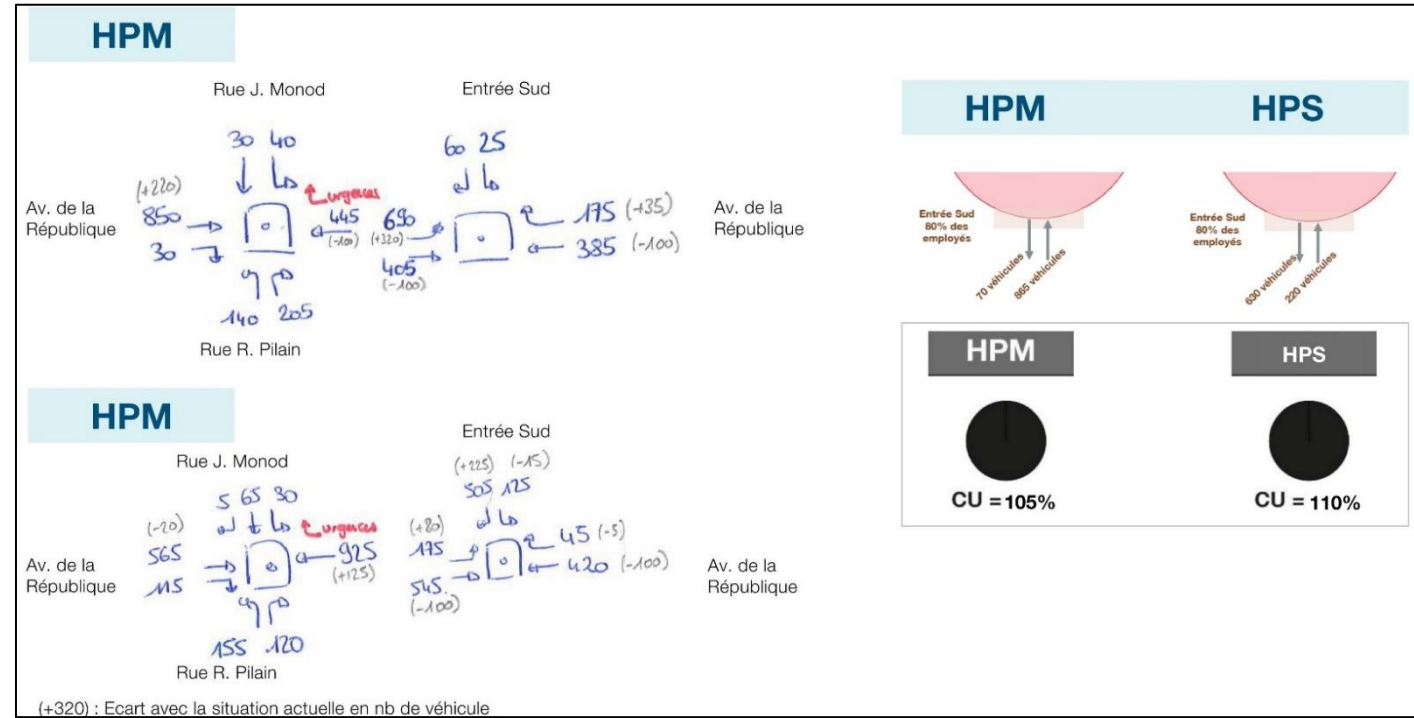 HPM
Rue J. Monod Entrée Sud
30 40
60 25
(+220)
urgences
Av. de la République
850
445 (-100)
690 (+320)
175 (+35)
Av. de la République
30
405 (-100)
385 (-100)
140 205
Rue R. Pilain
HPM
Entrée Sud
Rue J. Monod
(+225) (-15)
505 125
5 65 30
urgences
(-20)
(+80)
Av. de la République
565
925 (+125)
175
45 (-5)
Av. de la République
115
545. (-100)
420 (-100)
155 120
Rue R. Pilain
(+320) : Ecart avec la situation actuelle en nb de véhicule
HPM HPS
Entrée Sud
80% des
employés
70 véhicules
865 véhicules
Entrée Sud
80% des
employés
630 véhicules
220 véhicules
HPM
HPS
CU = 105%
CU = 110%